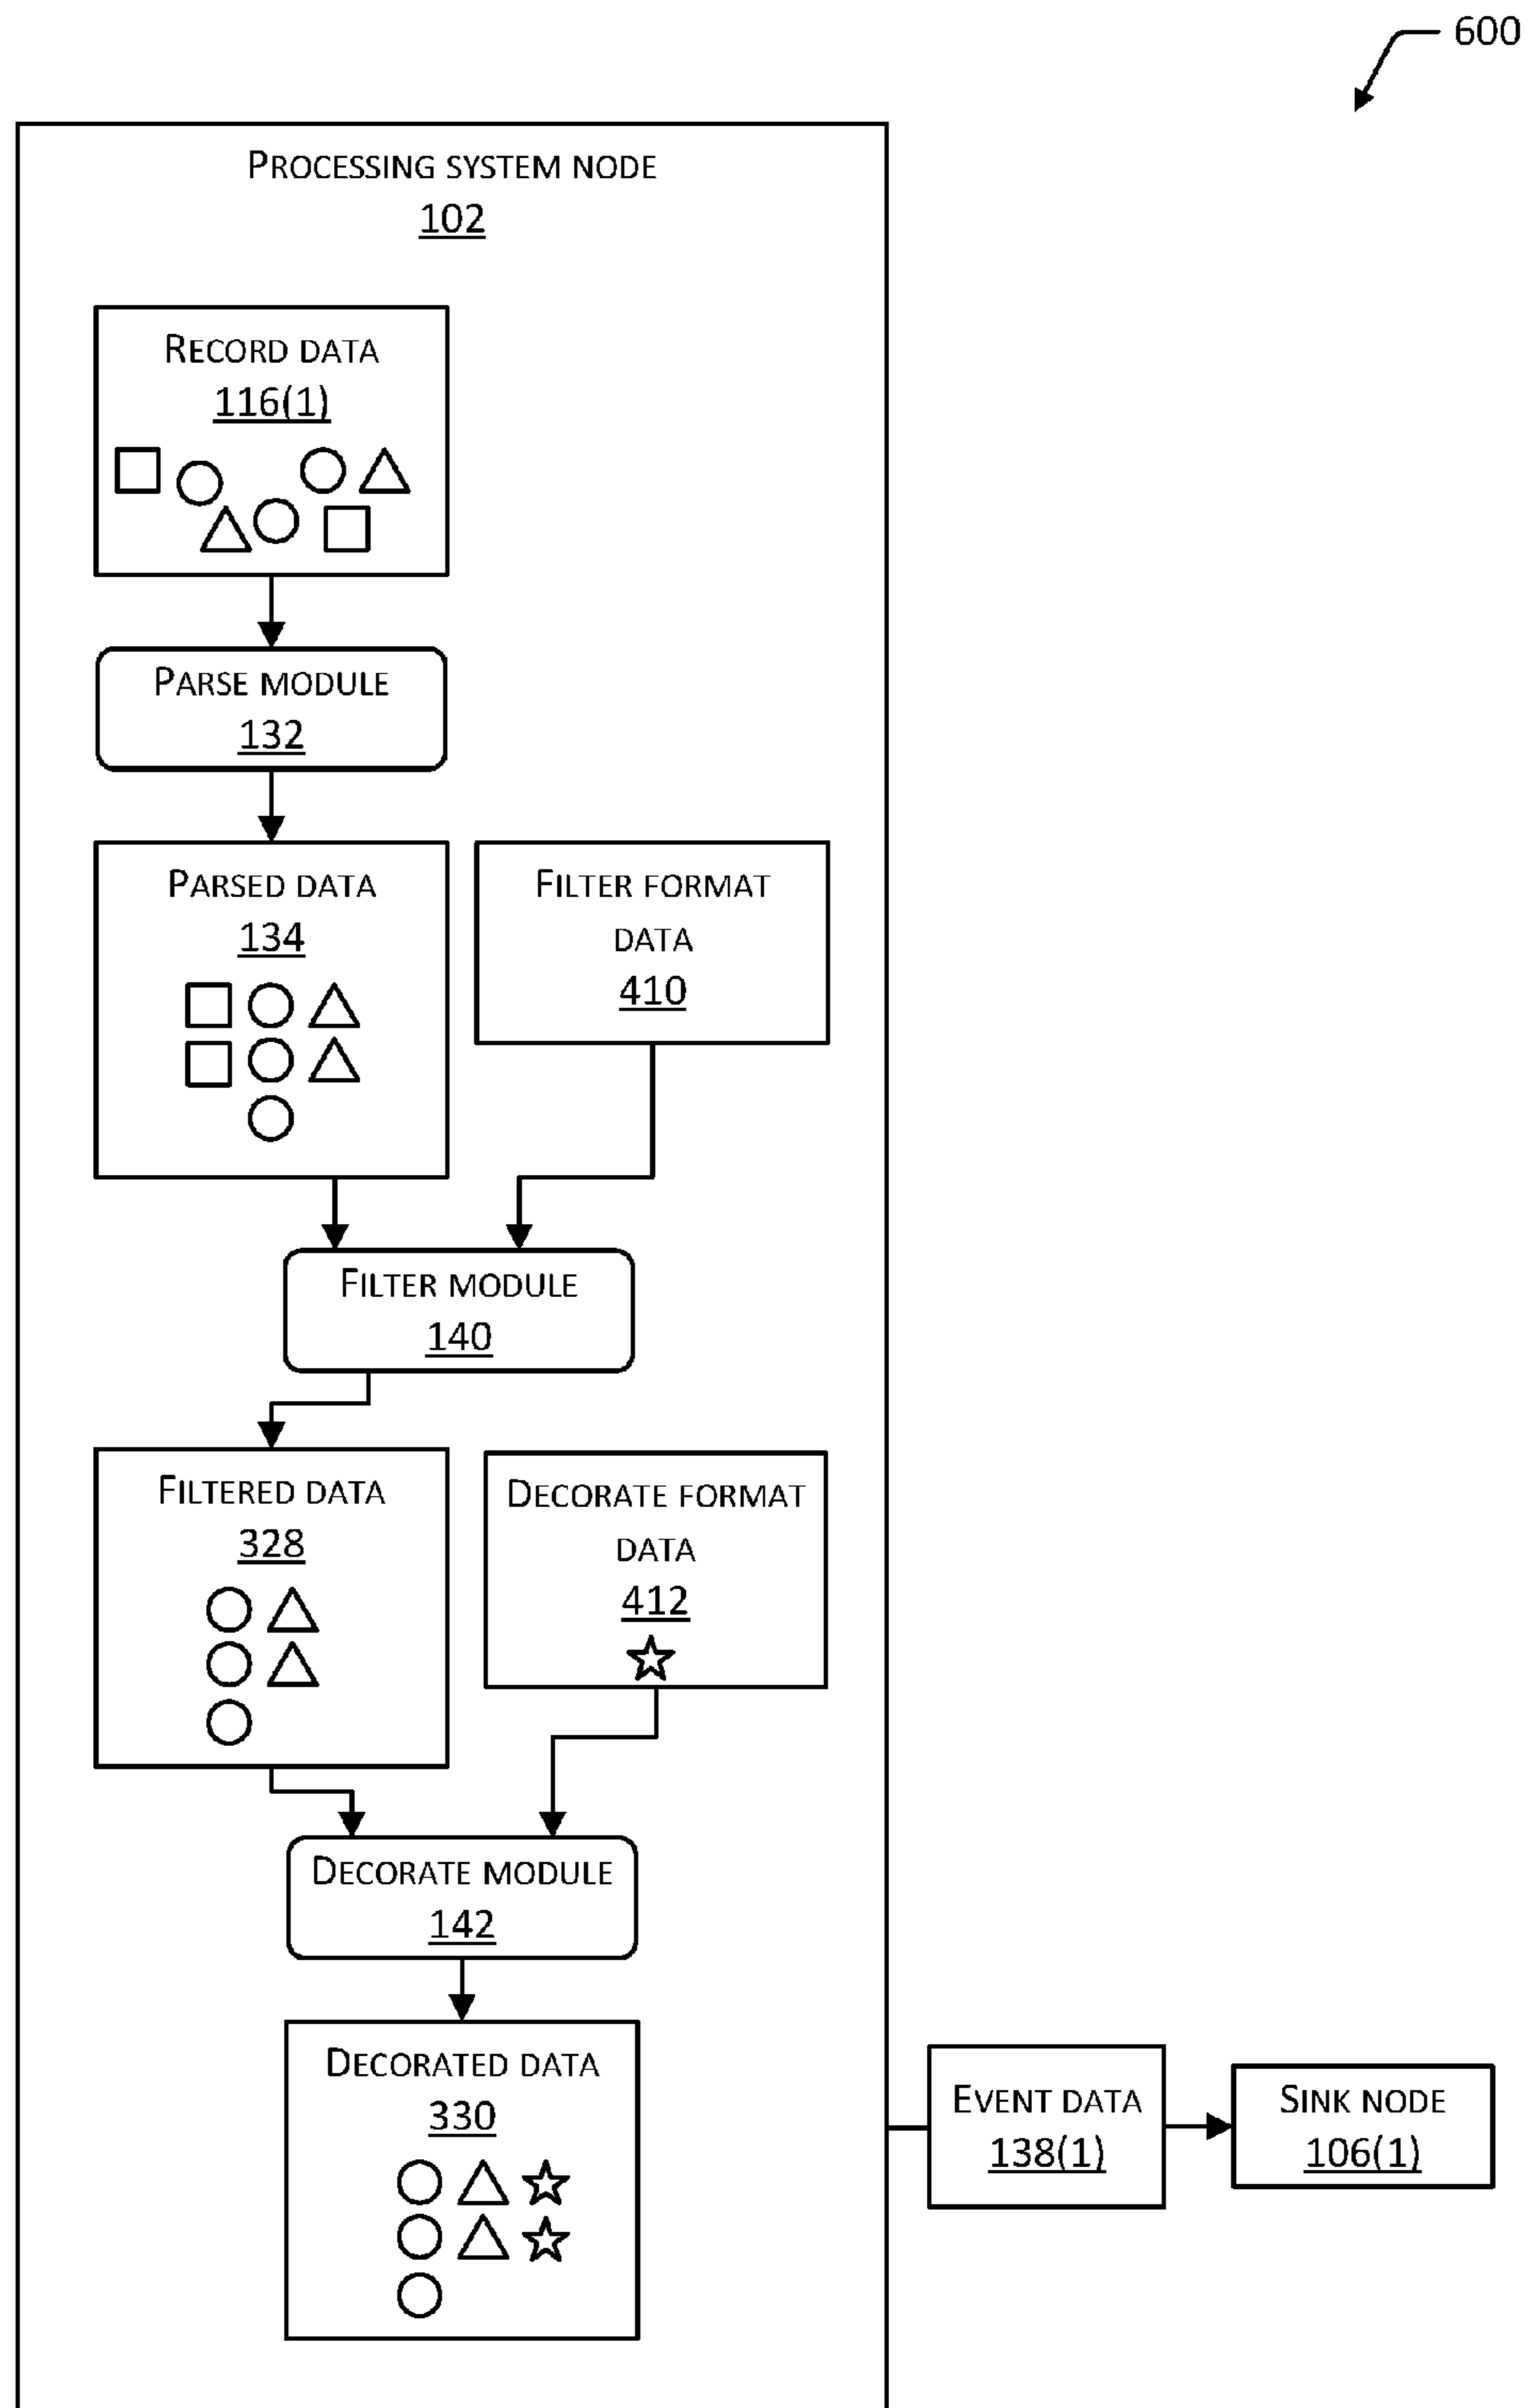 600
PROCESSING SYSTEM NODE
102
RECORD DATA
116(1)
PARSE MODULE
132
PARSED DATA
134
FILTER FORMAT
DATA
410
FILTER MODULE
140
FILTERED DATA
328
DECORATE FORMAT
DATA
412
DECORATE MODULE
142
DECORATED DATA
330
EVENT DATA
138(1)
SINK NODE
106(1)